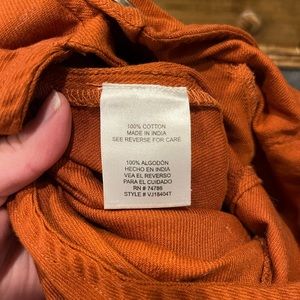 100% COTTON
MADE IN INDIA
SEE REVERSE FOR CARE
100% ALGODÓN
HECHO EN INDIA
VEA EL REVERSO
PARA EL CUIDADO
RN # 74786
STYLE # VJ18404T